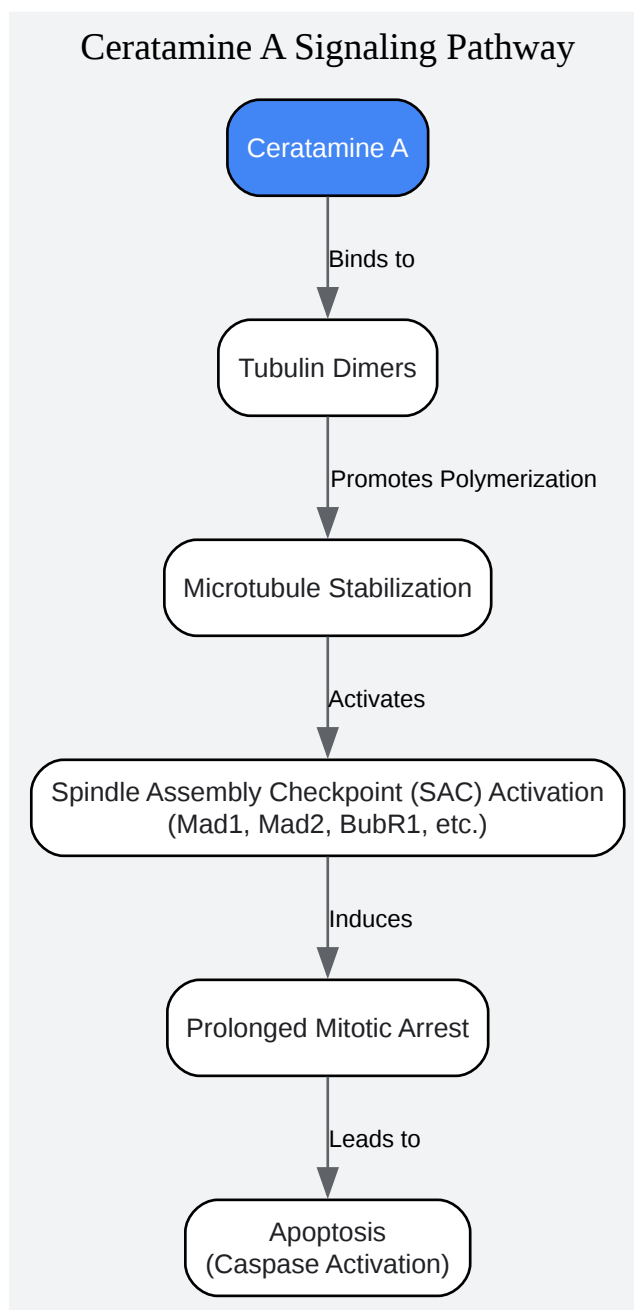 Ceratamine A Signaling Pathway
Ceratamine A
Binds to
Tubulin Dimers
Promotes Polymerization
Microtubule Stabilization
Activates
Spindle Assembly Checkpoint (SAC) Activation
(Mad1, Mad2, BubR1, etc.)
Induces
Prolonged Mitotic Arrest
Leads to
Apoptosis
(Caspase Activation)